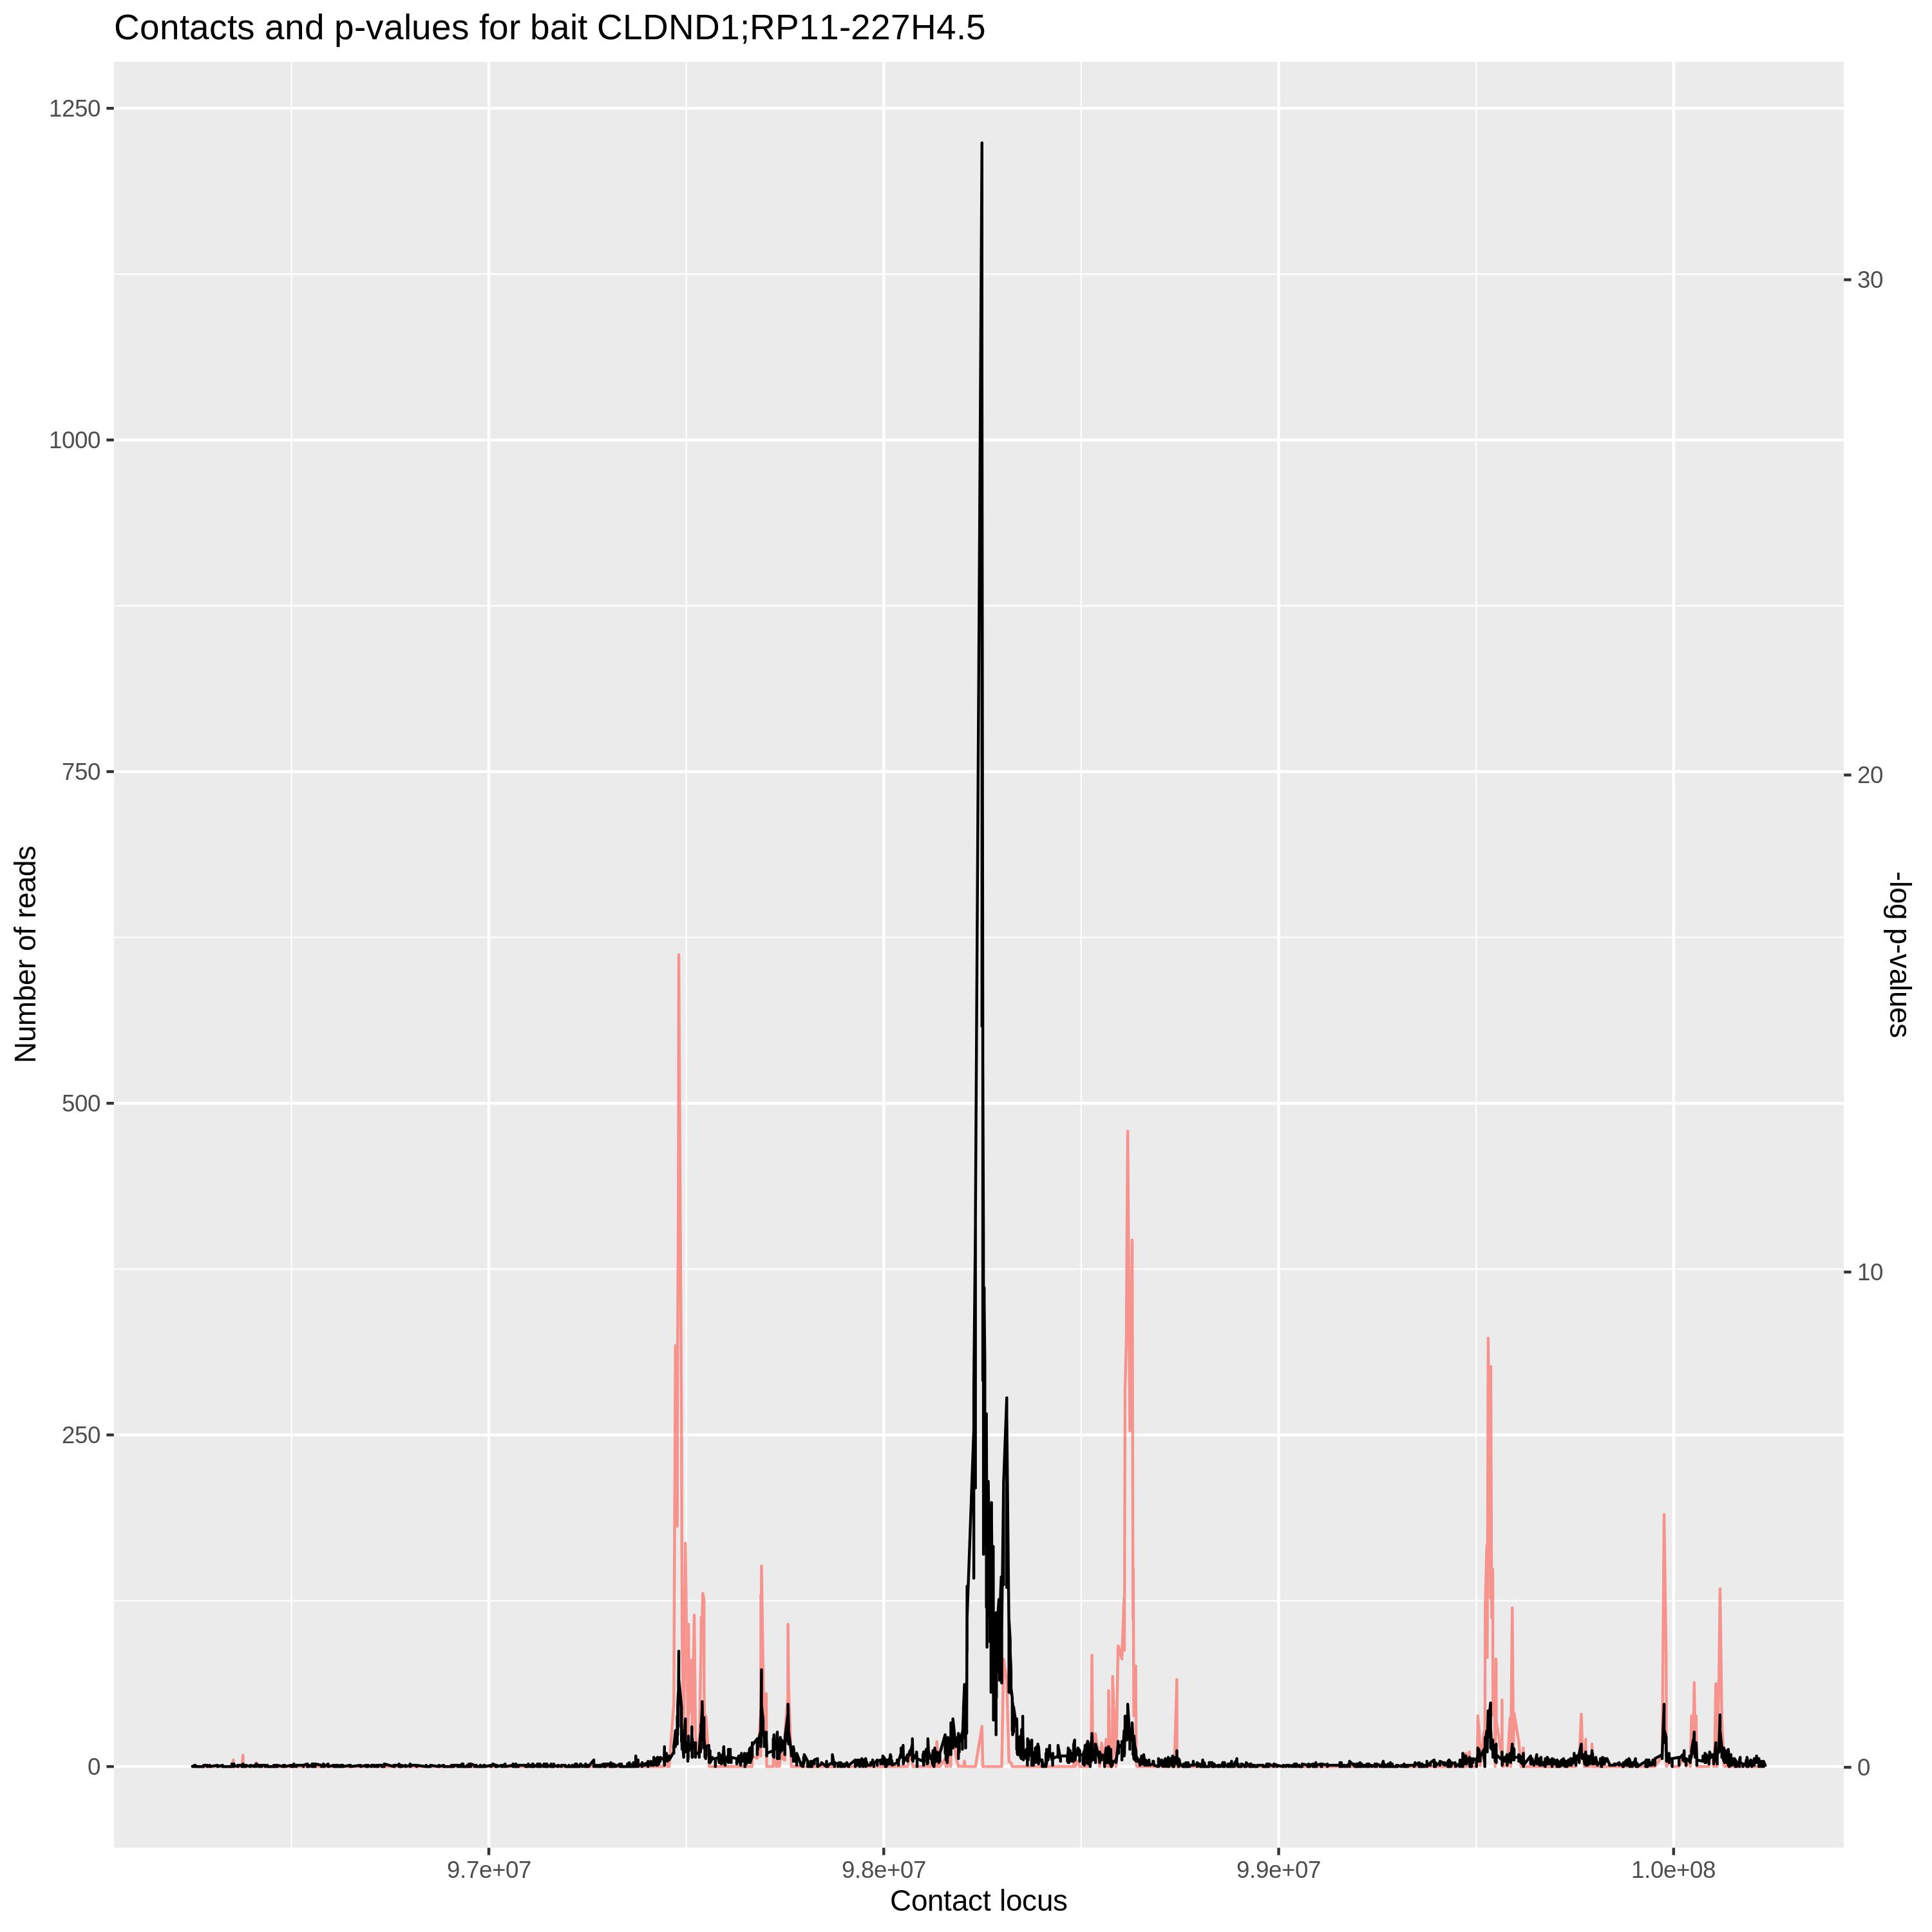 Contacts and p-values for bait CLDND1;RP11-227H4.5
1250
1000
750
500
250
0
Number of reads
30
20
10
0
-log p-values
9.7e+07
9.8e+07
9.9e+07
1.0e+08
Contact locus